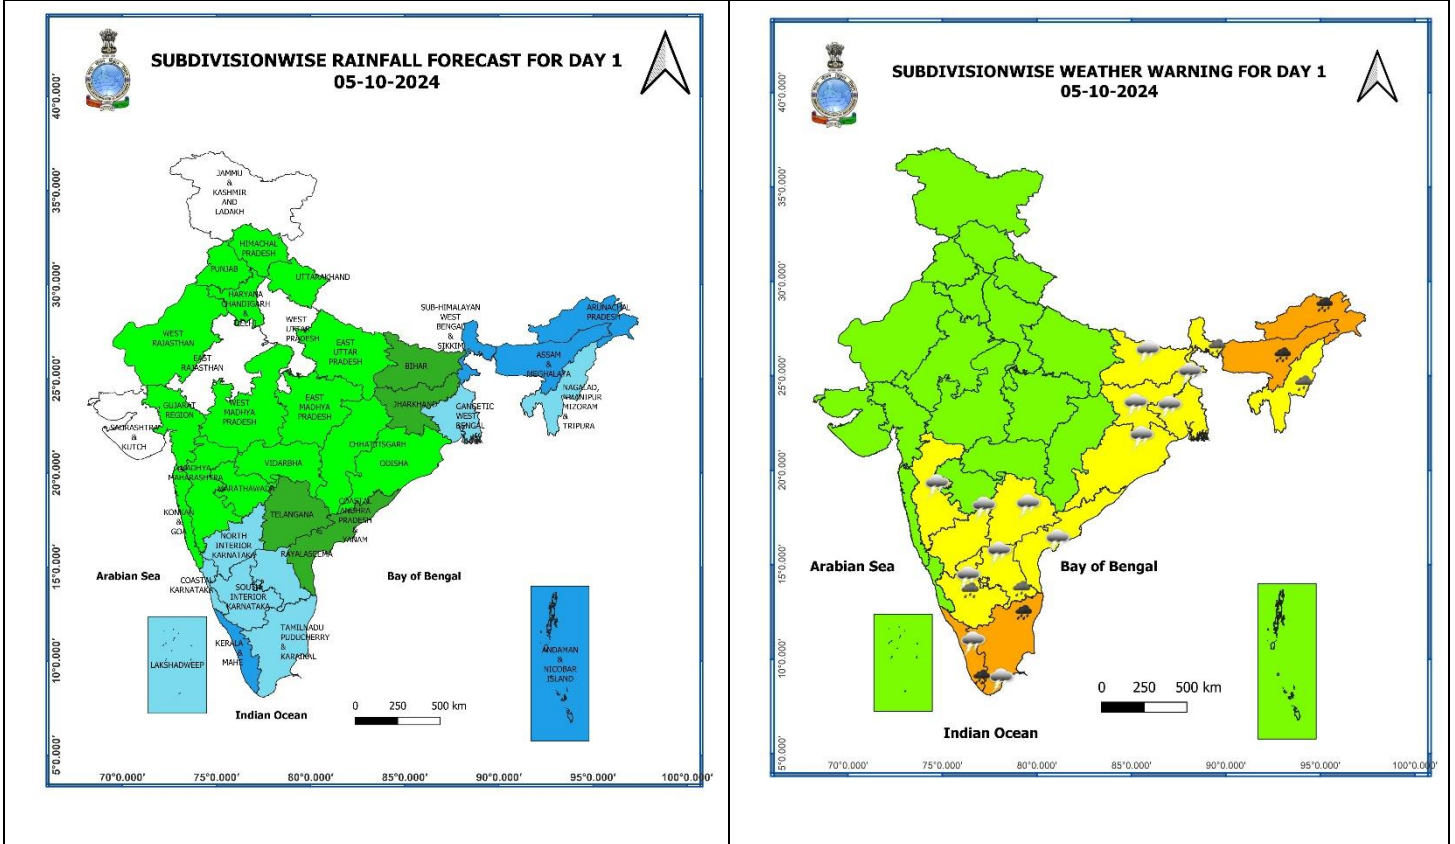 SUBDIVISIONWISE RAINFALL FORECAST FOR DAY 1
05-10-2024
40°0.000'
35°0.000'
30°0.000'
25°0.000'
20°0.000'
15°0.000'
10°0.000'
5°0.000'
JAMMU
&
KASHMIR
AND
LADAKH
HIMACHAL
PRADESH
PUNJAB
UTTARAKHAND
HARYANA
CHANDIGARH
&
DELHI
WEST
UTTAR
PRADESH
WEST
RAJASTHAN
EAST
RAJASTHAN
EAST
UTTAR
PRADESH
SUB-HIMALAYAN
WEST
BENGAL
&
SIKKIM
ARUNACHAL
PRADESH
ASSAM
&
MEGHALAYA
NAGALAD,
MANIPUR
MIZORAM
&
TRIPURA
BIHAR
JHARKHAND
GANGETIC
WEST
BENGAL
GUJARAT
REGION
SAURASHTRA
&
KUTCH
WEST
MADHYA
PRADESH
EAST
MADHYA
PRADESH
CHHATTISGARH
ODISHA
VIDARBHA
MADHYA
MAHARASHTRA
MARATHAWADA
KONKAN
&
GOA
TELANGANA
COASTAL
ANDHRA
PRADESH
&
YANAM
NORTH
INTERIOR
KARNATAKA
RAYALASEEMA
COASTAL
KARNATAKA
SOUTH
INTERIOR
KARNATAKA
TAMILNADU
PUDUCHERRY
&
KARAIKAL
KERALA
&
MAHE
LAKSHADWEEP
ANDAMAN
&
NICOBAR
ISLAND
Arabian Sea
Bay of Bengal
Indian Ocean
0 250 500 km
70°0.000' 75°0.000' 80°0.000' 85°0.000' 90°0.000' 95°0.000' 100°0.000'
SUBDIVISIONWISE WEATHER WARNING FOR DAY 1
05-10-2024
40°0.000'
35°0.000'
30°0.000'
25°0.000'
20°0.000'
15°0.000'
10°0.000'
5°0.000'
Arabian Sea
Bay of Bengal
Indian Ocean
0 250 500 km
70°0.000' 75°0.000' 80°0.000' 85°0.000' 90°0.000' 95°0.000' 100°0.000'